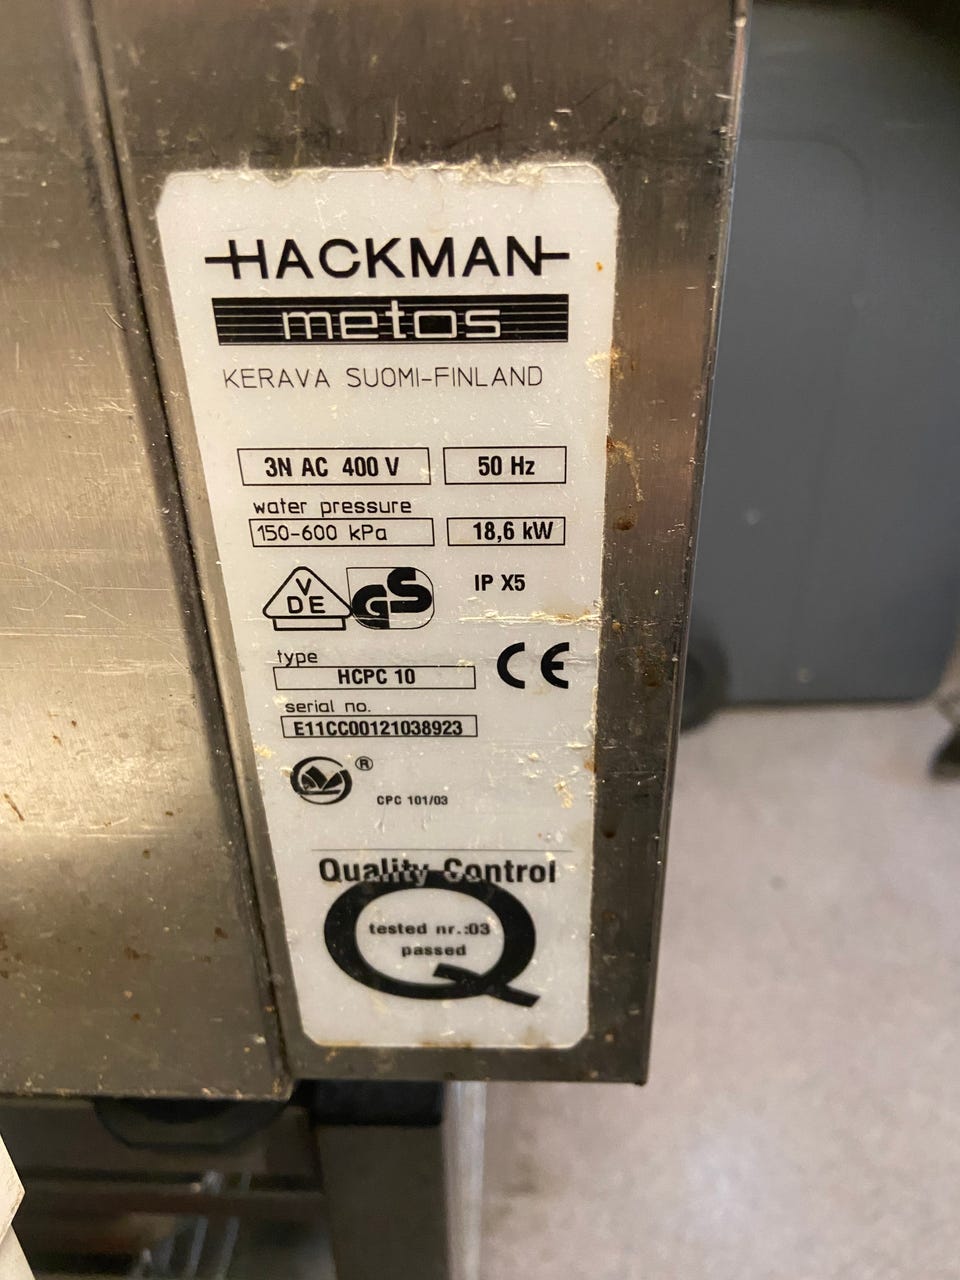 HACKMAN
metos
KERAVA SUOMI-FINLAND
3N AC 400 V 50 Hz
water pressure
150-600 kPa 18,6 kW
V
DE GS IP X5
type CE
HCPC 10
serial no.
E11CC00121038923
®
CPC 101/03
Quality Control
tested nr.:03
passed